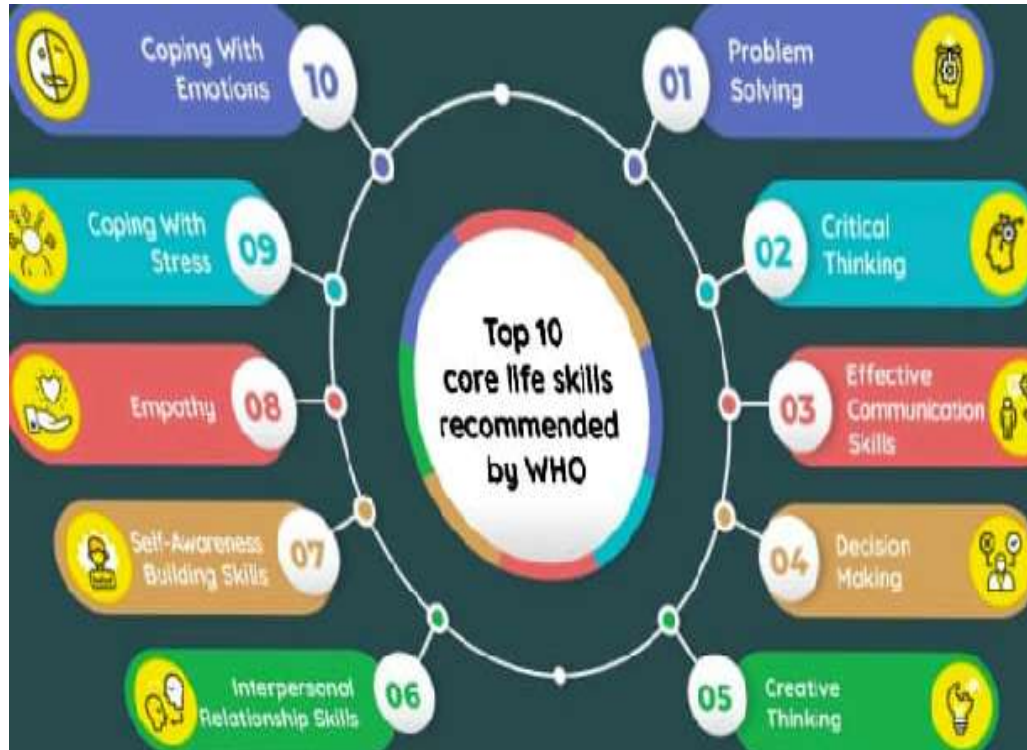 Top 10
core life skills
recommended
by WHO
01
Problem
Solving
02
Critical
Thinking
03
Effective
Communication
Skills
04
Decision
Making
05
Creative
Thinking
06
Interpersonal
Relationship Skills
07
Self-Awareness
Building Skills
08
Empathy
09
Coping With
Stress
10
Coping With
Emotions